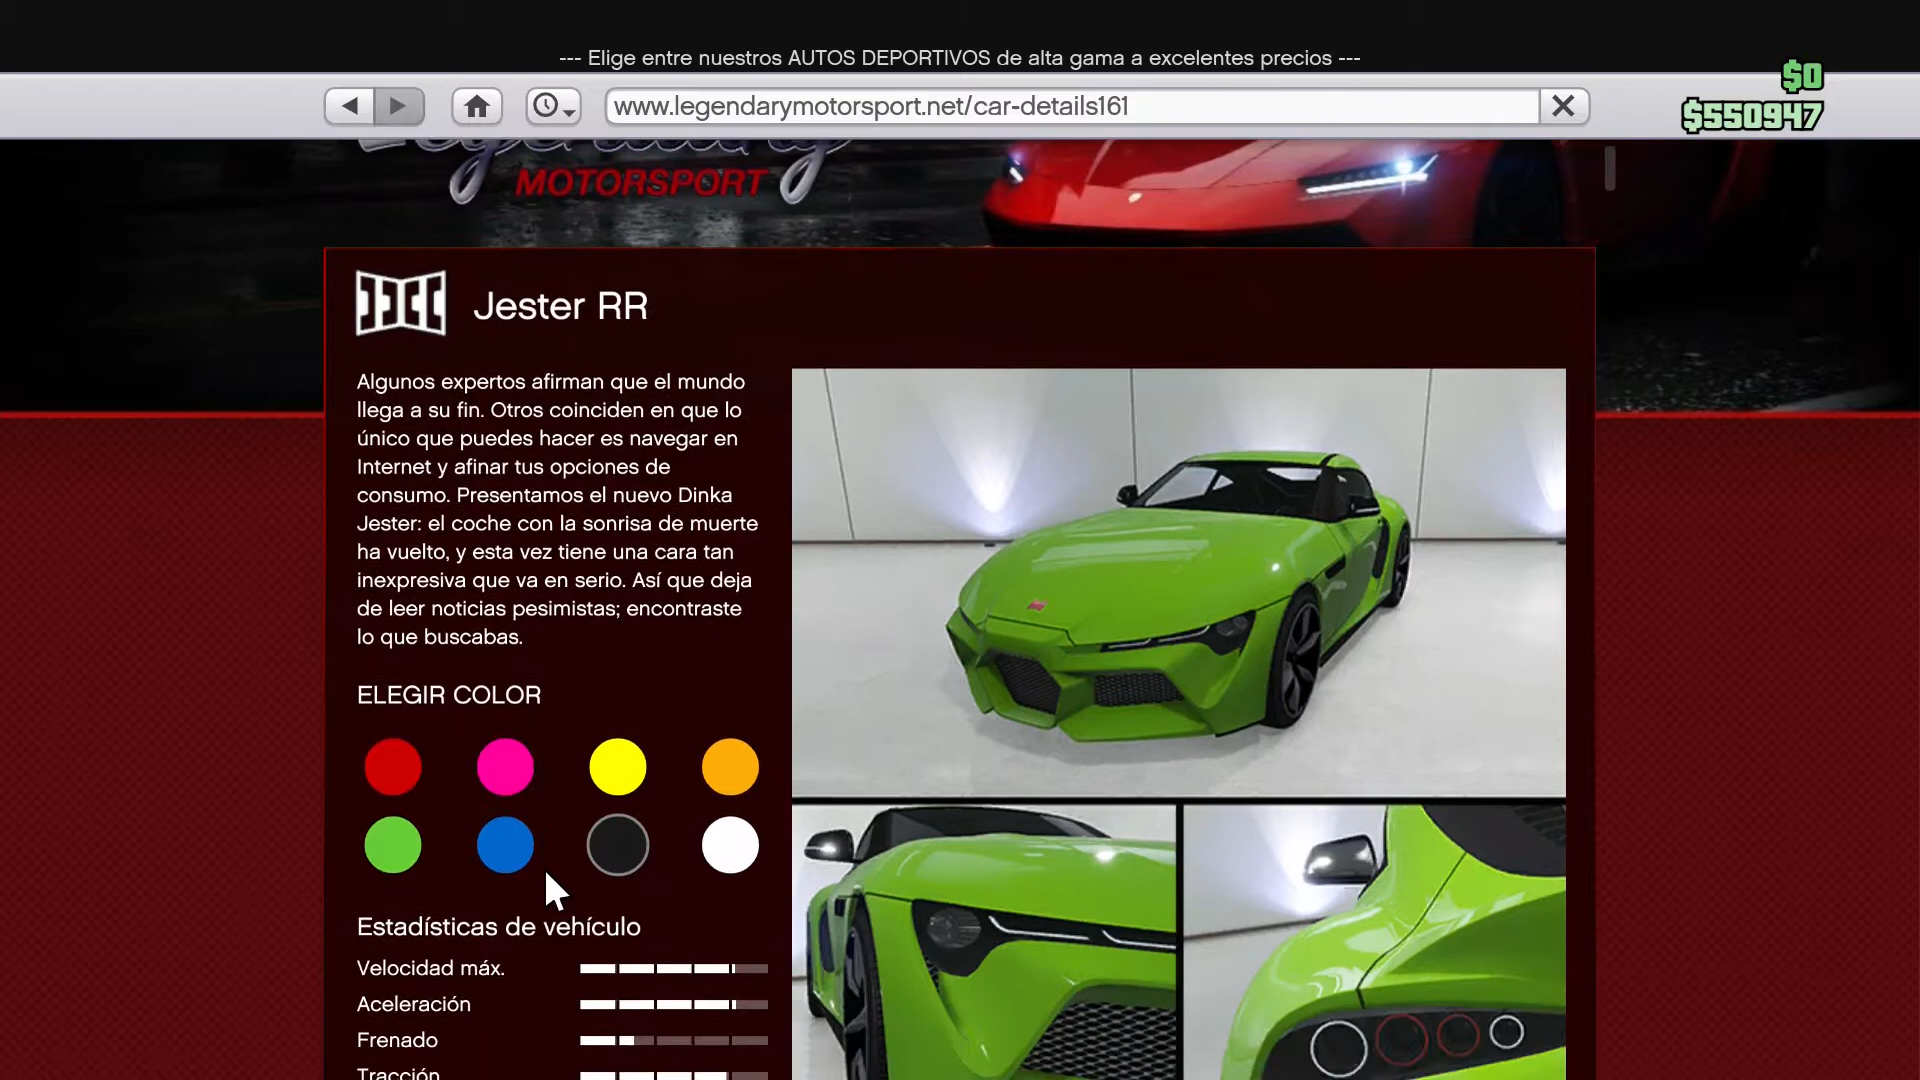 --- Elige entre nuestros AUTOS DEPORTIVOS de alta gama a excelentes precios ---
$0
www.legendarymotorsport.net/car-details161
$550947
Legendary
MOTORSPORT
Jester RR
Algunos expertos afirman que el mundo
llega a su fin. Otros coinciden en que lo
único que puedes hacer es navegar en
Internet y afinar tus opciones de
consumo. Presentamos el nuevo Dinka
Jester: el coche con la sonrisa de muerte
ha vuelto, y esta vez tiene una cara tan
inexpresiva que va en serio. Así que deja
de leer noticias pesimistas; encontraste
lo que buscabas.
ELEGIR COLOR
Estadísticas de vehículo
Velocidad máx.
Aceleración
Frenado
Tracción